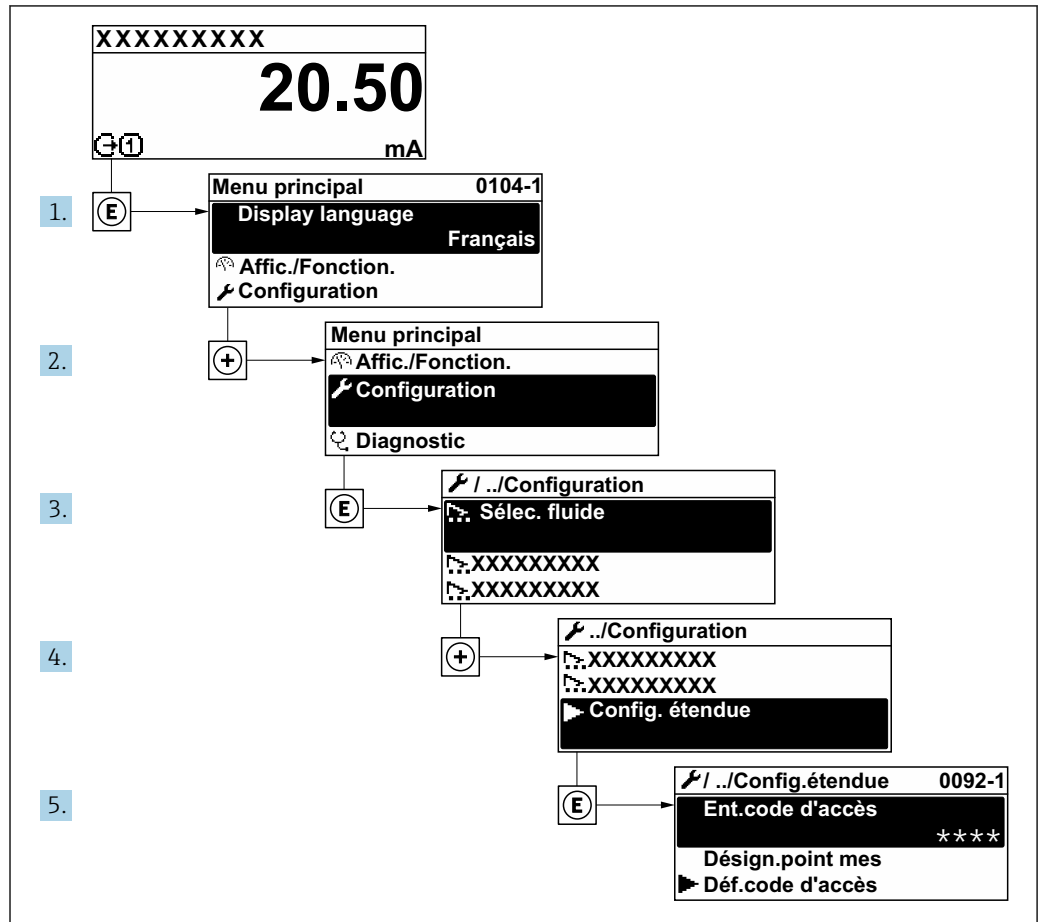 XXXXXXXXX
20.50
1
mA
1.
E
Menu principal 0104-1
Display language
Français
Affic./Fonction.
Configuration
2.
+
Menu principal
Affic./Fonction.
Configuration
Diagnostic
3.
E
/ ../Configuration
Sélec. fluide
XXXXXXXXX
XXXXXXXXX
4.
+
../Configuration
XXXXXXXXX
XXXXXXXXX
Config. étendue
5.
E
/ ../Config.étendue 0092-1
Ent.code d'accès
****
Désign.point mes
Déf.code d'accès